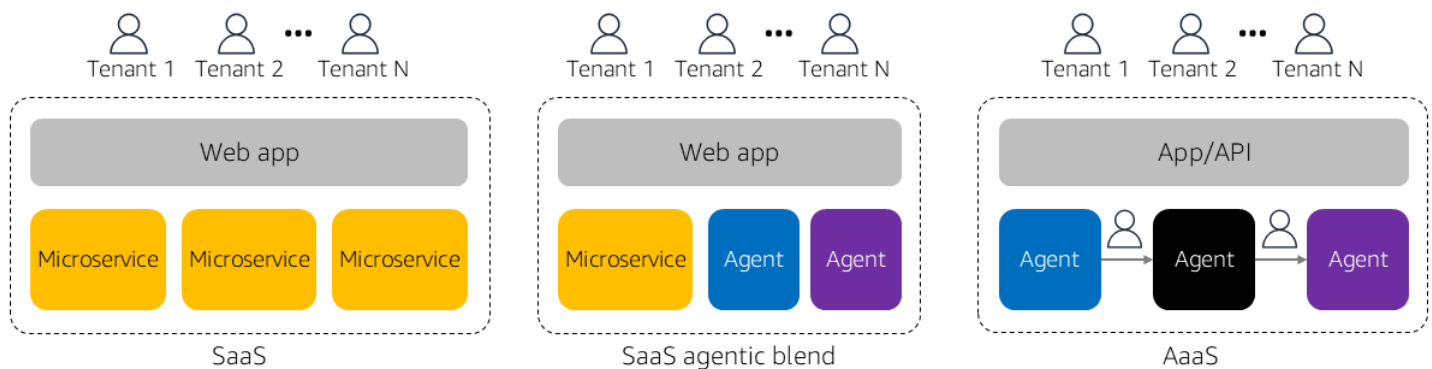 Tenant 1 Tenant 2 ••• Tenant N
Web app
Microservice Microservice Microservice
SaaS
Tenant 1 Tenant 2 ••• Tenant N
Web app
Microservice Agent Agent
SaaS agentic blend
Tenant 1 Tenant 2 ••• Tenant N
App/API
Agent Agent Agent
AaaS